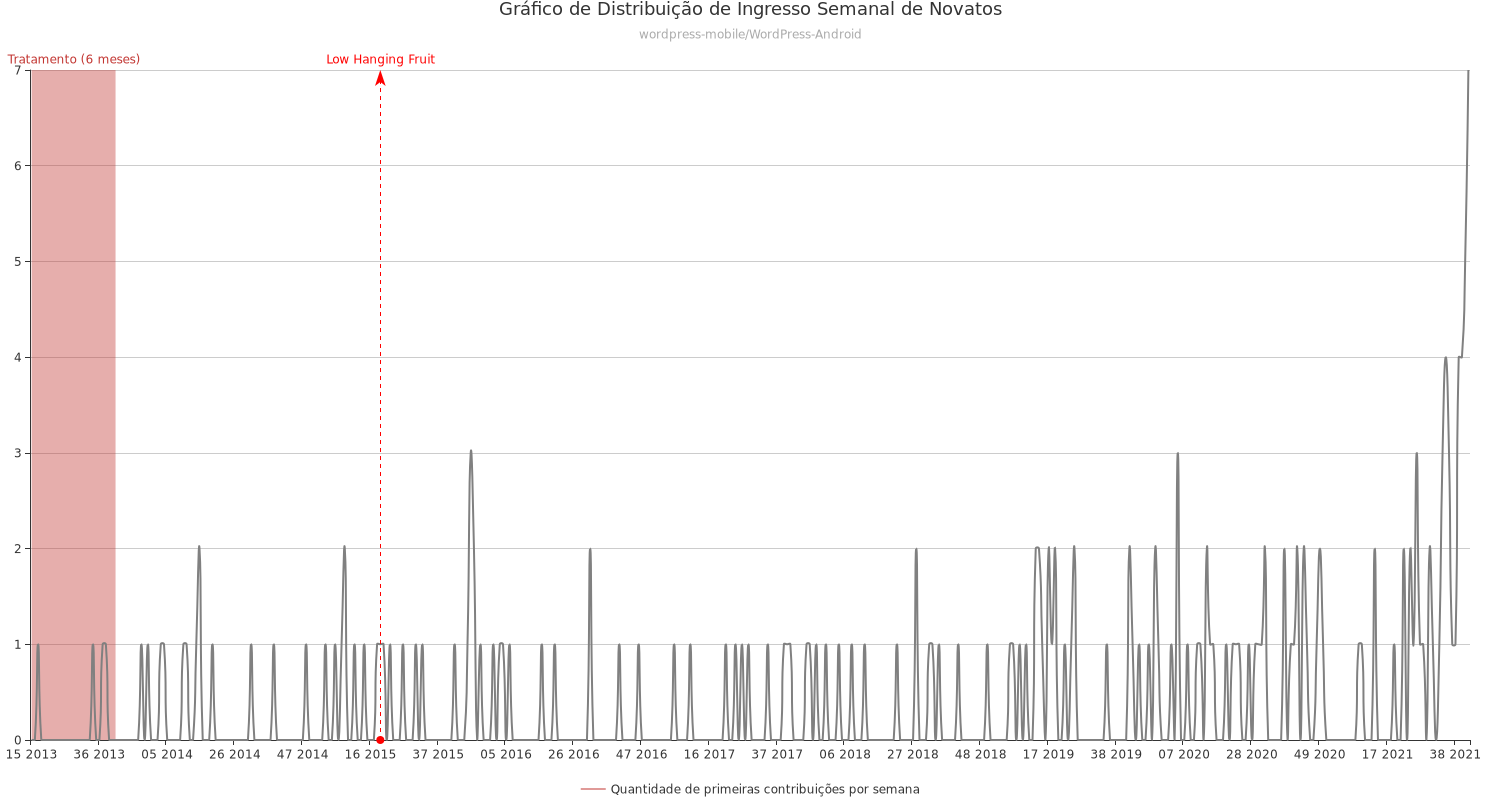 Gráfico de Distribuição de Ingresso Semanal de Novatos
wordpress-mobile/WordPress-Android
Tratamento (6 meses)
Low Hanging Fruit
7
6
5
4
3
2
1
0
15 2013 36 2013 05 2014 26 2014 47 2014 16 2015 37 2015 05 2016 26 2016 47 2016 16 2017 37 2017 06 2018 27 2018 48 2018 17 2019 38 2019 07 2020 28 2020 49 2020 17 2021 38 2021
Quantidade de primeiras contribuições por semana